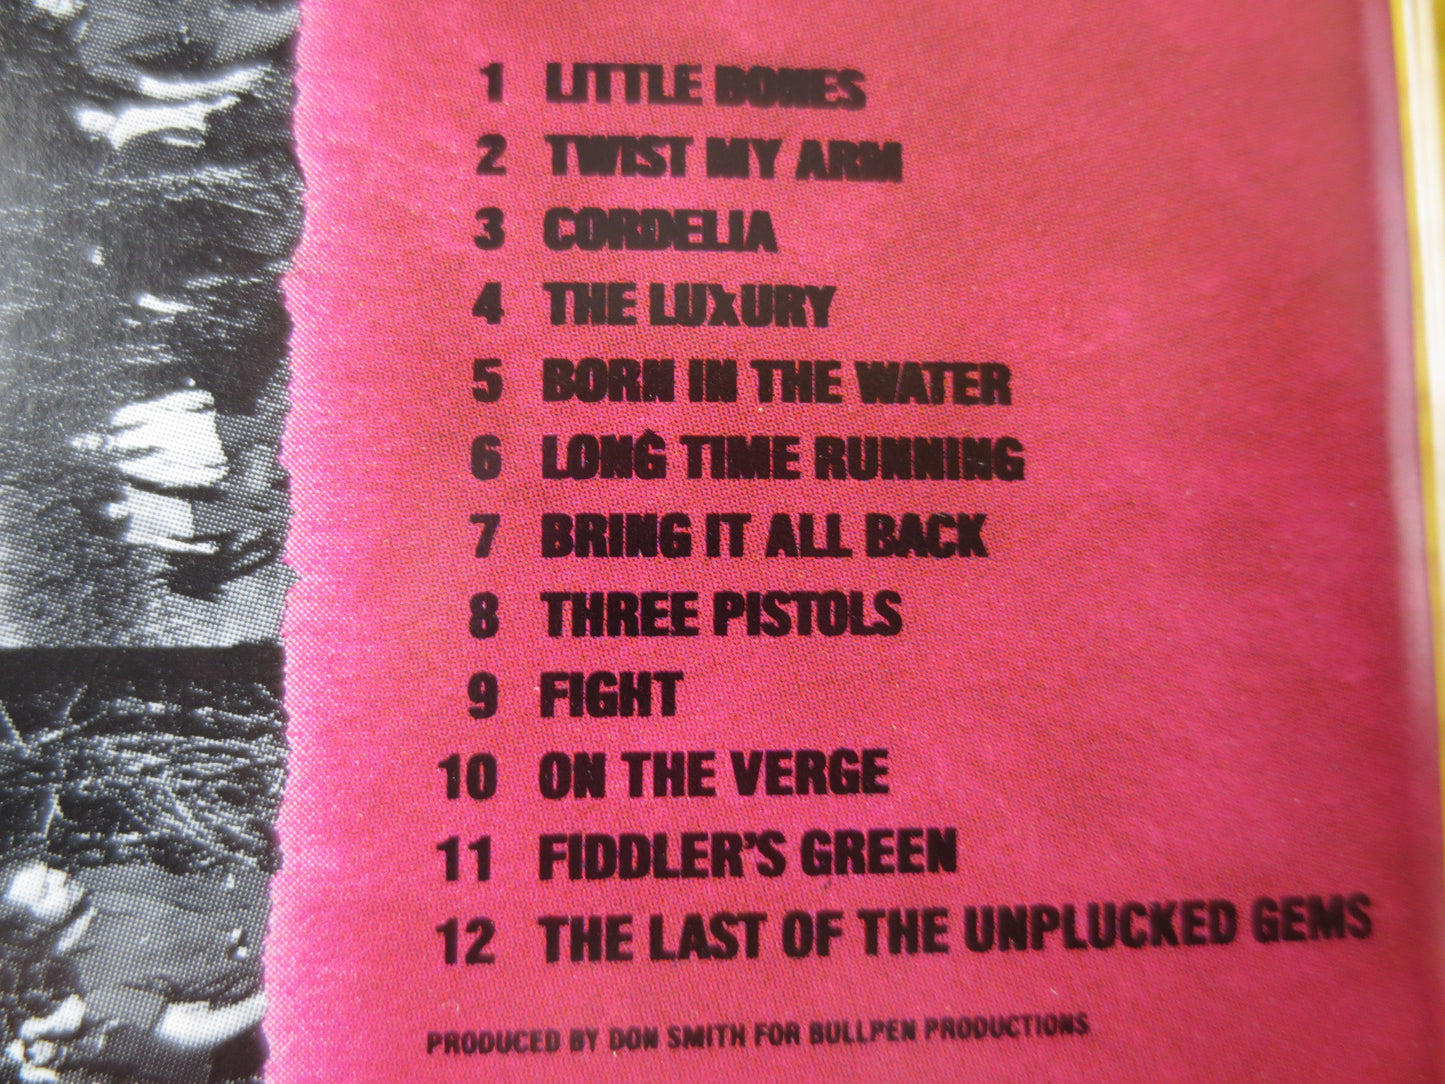 1 LITTLE BONES
2 TWIST MY ARM
3 CORDELIA
4 THE LUXURY
5 BORN IN THE WATER
6 LONG TIME RUNNING
7 BRING IT ALL BACK
8 THREE PISTOLS
9 FIGHT
10 ON THE VERGE
11 FIDDLER'S GREEN
12 THE LAST OF THE UNPLUCKED GEMS
PRODUCED BY DON SMITH FOR BULLPEN PRODUCTIONS